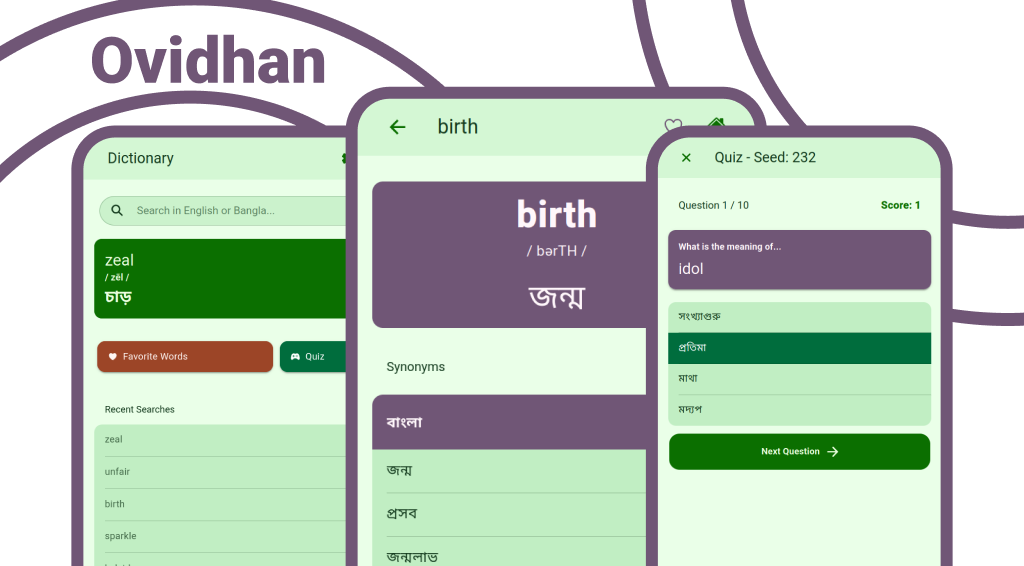 Ovidhan
Dictionary
Search in English or Bangla...
zeal
/ zēl /
চাড়
Favorite Words
Quiz
Recent Searches
zeal
unfair
birth
sparkle
birth
birth
/ bərTH /
জন্ম
Synonyms
বাংলা
জন্ম
প্রসব
জন্মলাভ
Quiz - Seed: 232
Question 1 / 10
Score: 1
What is the meaning of...
idol
সংখ্যাগুরু
প্রতিমা
মাথা
মদ্যপ
Next Question